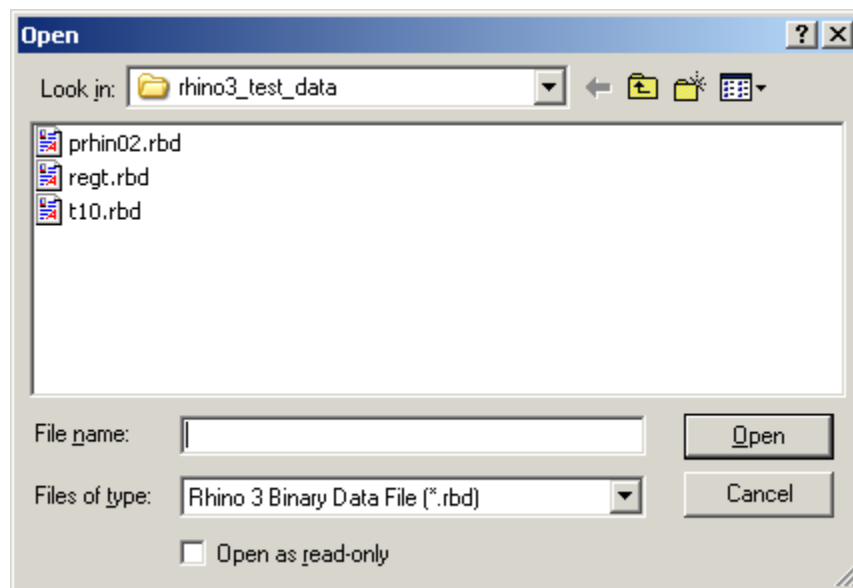 Open
Look in: rhino3_test_data
prhin02.rbd
regt.rbd
t10.rbd
File name: Open
Files of type: Rhino 3 Binary Data File (*.rbd) Cancel
Open as read-only